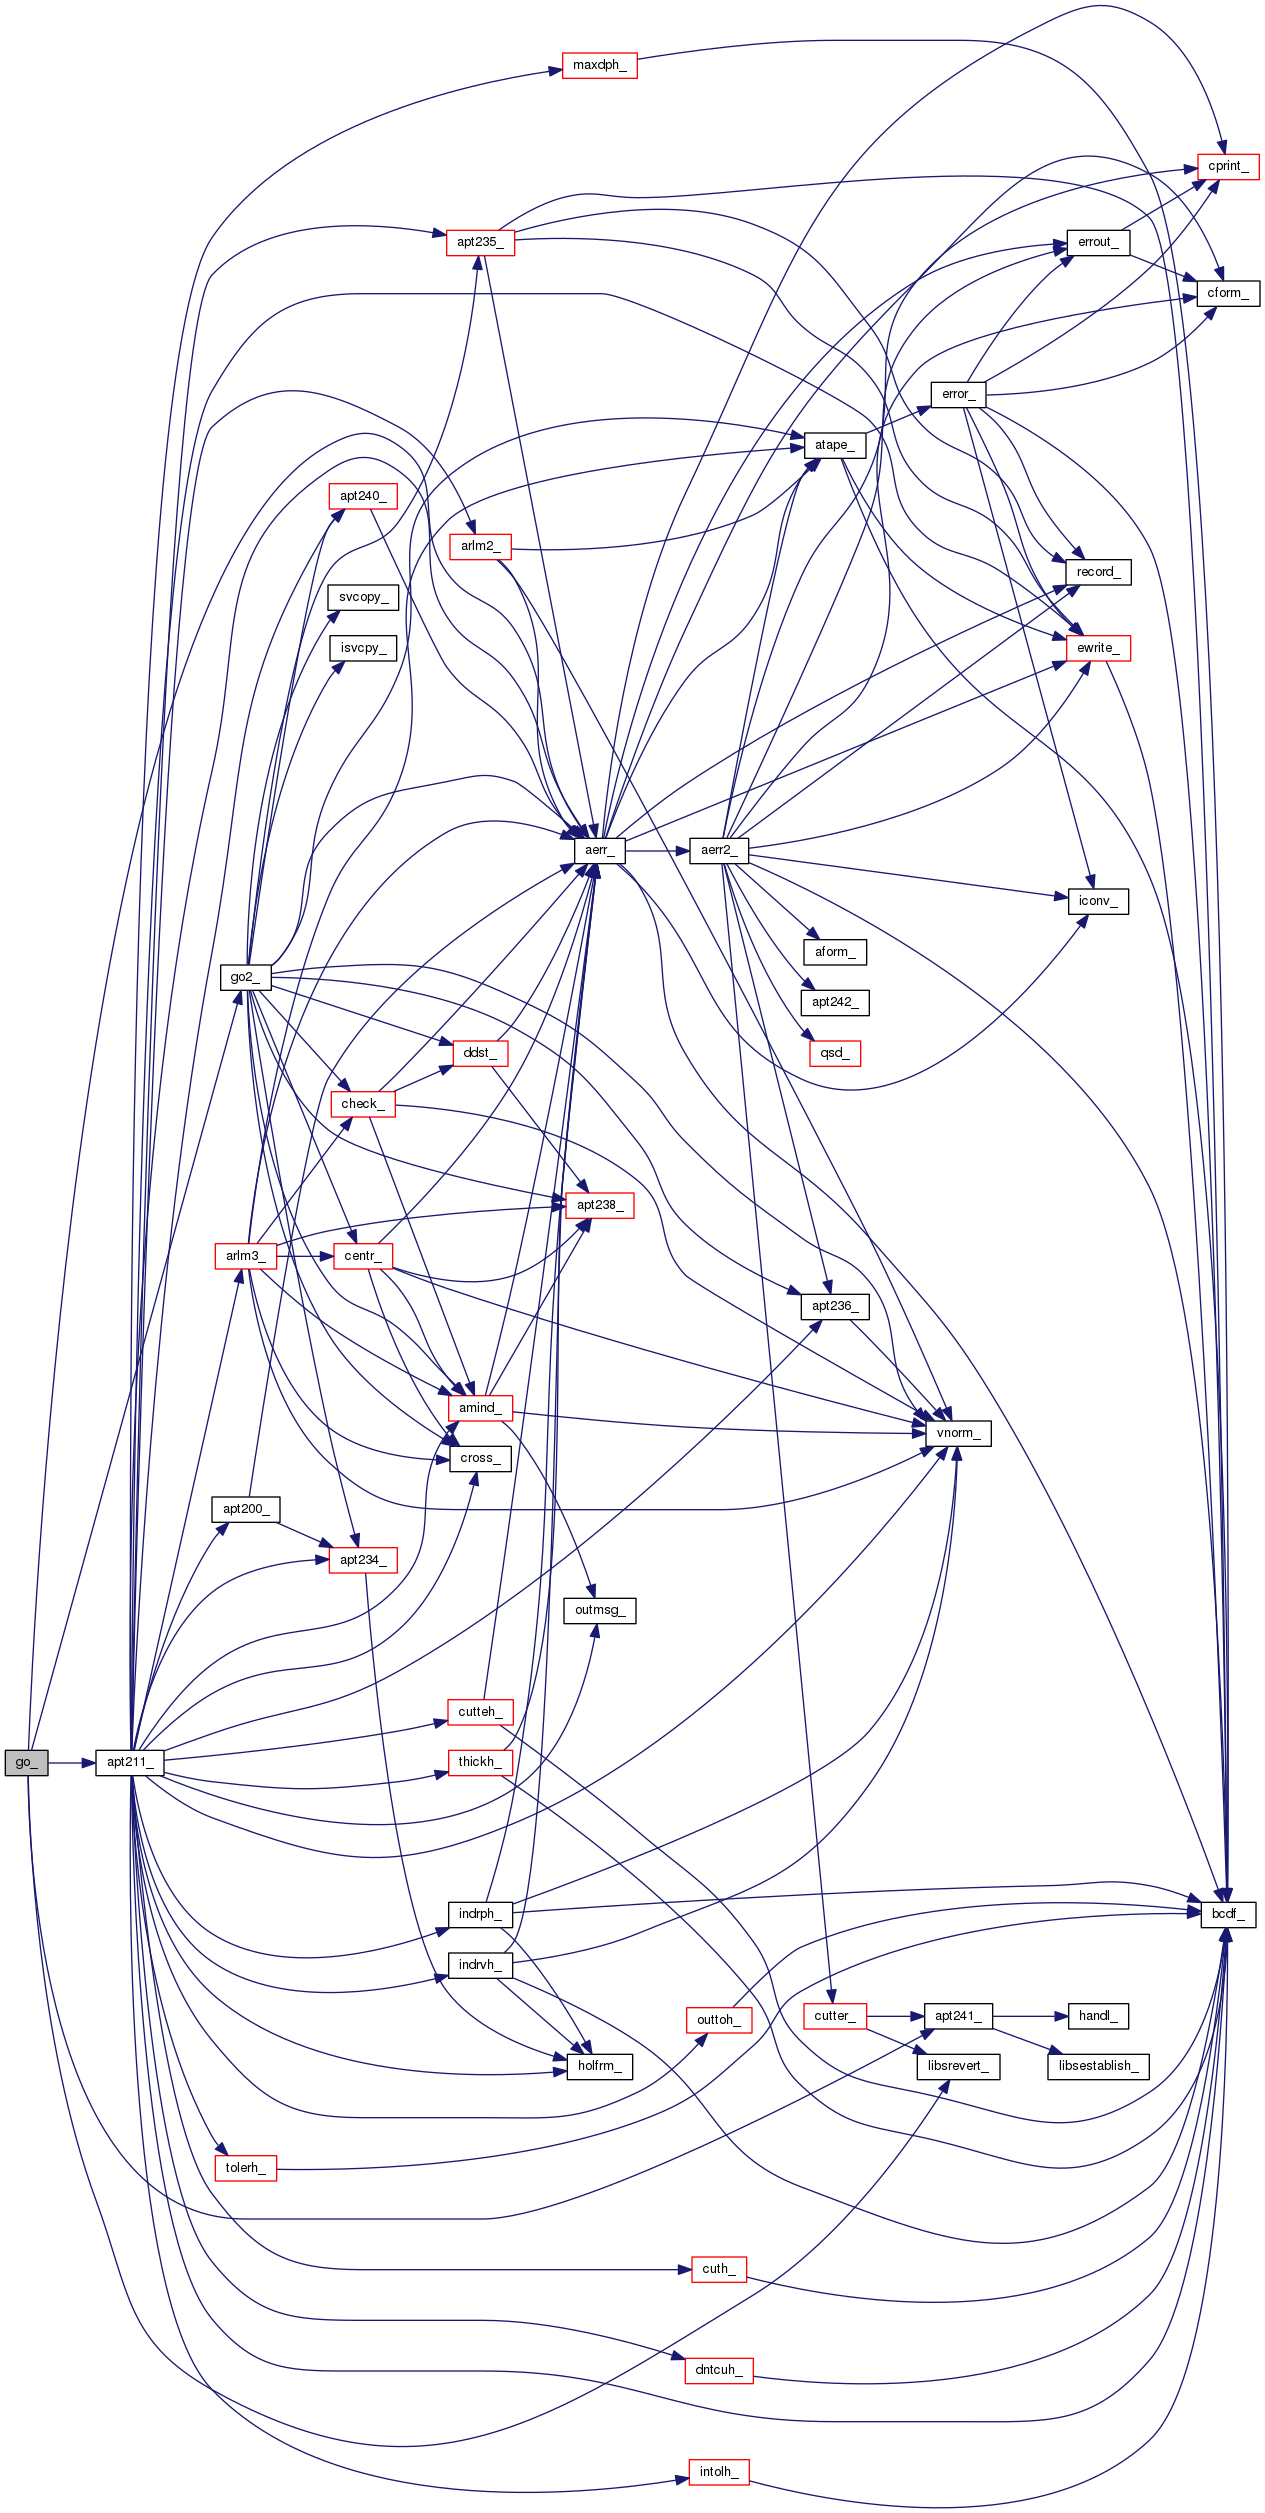 maxdph_
cprint_
apt235_
errout_
cform_
error_
atape_
apt240_
arlm2_
record_
svcopy_
isvcpy_
ewrite_
aerr_
aerr2_
iconv_
aform_
go2_
apt242_
ddst_
qsd_
check_
apt238_
arlm3_
centr_
apt236_
amind_
vnorm_
cross_
apt200_
apt234_
outmsg_
cutteh_
go_
apt211_
thickh_
indrph_
bcdf_
indrvh_
outtoh_
cutter_
apt241_
handl_
holfrm_
libsrevert_
libsestablish_
tolerh_
cuth_
dntcuh_
intolh_